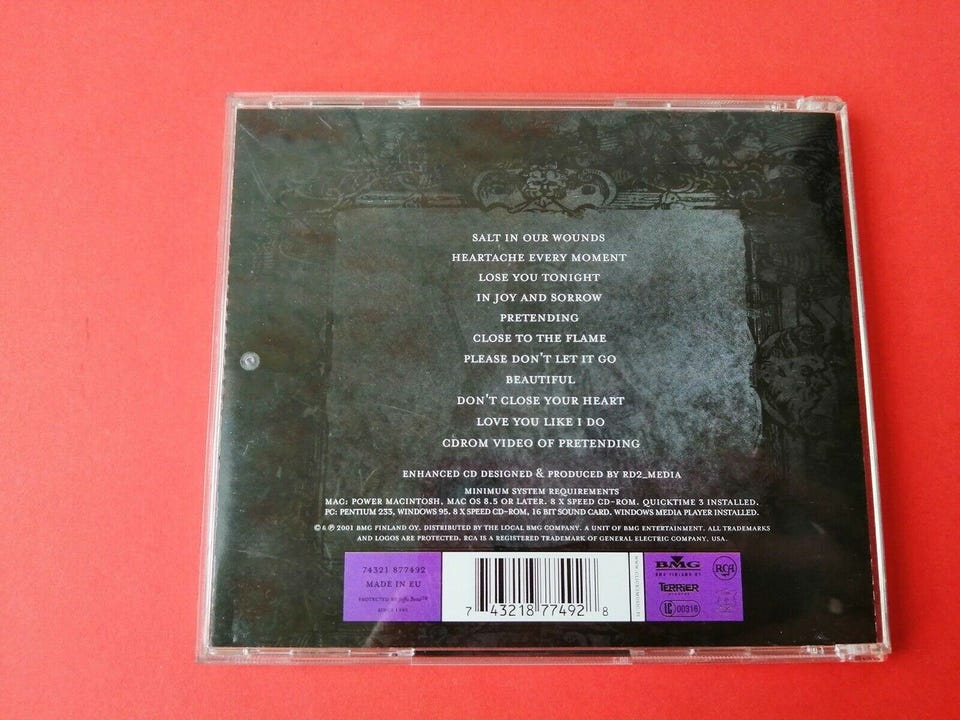 SALT IN OUR WOUNDS
HEARTACHE EVERY MOMENT
LOSE YOU TONIGHT
IN JOY AND SORROW
PRETENDING
CLOSE TO THE FLAME
PLEASE DON'T LET IT GO
BEAUTIFUL
DON'T CLOSE YOUR HEART
LOVE YOU LIKE I DO
CDROM VIDEO OF PRETENDING
ENHANCED CD DESIGNED & PRODUCED BY RD2_MEDIA
MINIMUM SYSTEM REQUIREMENTS
MAC: POWER MACINTOSH, MAC OS 8.5 OR LATER. 8 X SPEED CD-ROM. QUICKTIME 3 INSTALLED.
PC: PENTIUM 233, WINDOWS 95. 8 X SPEED CD-ROM, 16 BIT SOUND CARD. WINDOWS MEDIA PLAYER INSTALLED.
© & ℗ 2001 BMG FINLAND OY. DISTRIBUTED BY THE LOCAL BMG COMPANY. A UNIT OF BMG ENTERTAINMENT. ALL TRADEMARKS
AND LOGOS ARE PROTECTED. RCA IS A REGISTERED TRADEMARK OF GENERAL ELECTRIC COMPANY, USA.
74321 877492
MADE IN EU
PROTECTED BY
SINCE
7 43218 77492 8
BMG
BMG FINLAND OY
RCA
TERRIER
LC 00316